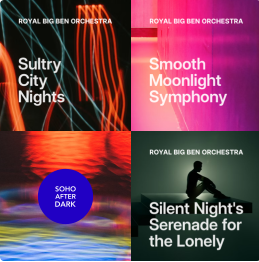 ROYAL BIG BEN ORCHESTRA
Sultry
City
Nights
ROYAL BIG BEN ORCHESTRA
Smooth
Moonlight
Symphony
SOHO
AFTER
DARK
ROYAL BIG BEN ORCHESTRA
Silent Night's
Serenade for
the Lonely